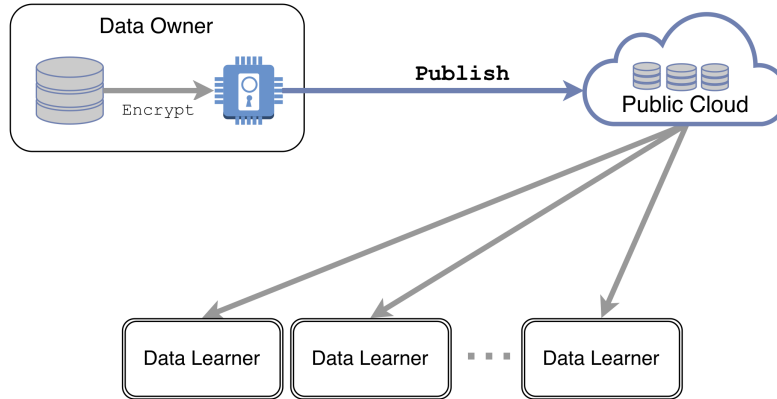 Data Owner
Encrypt
Publish
Public Cloud
Data Learner
Data Learner
Data Learner